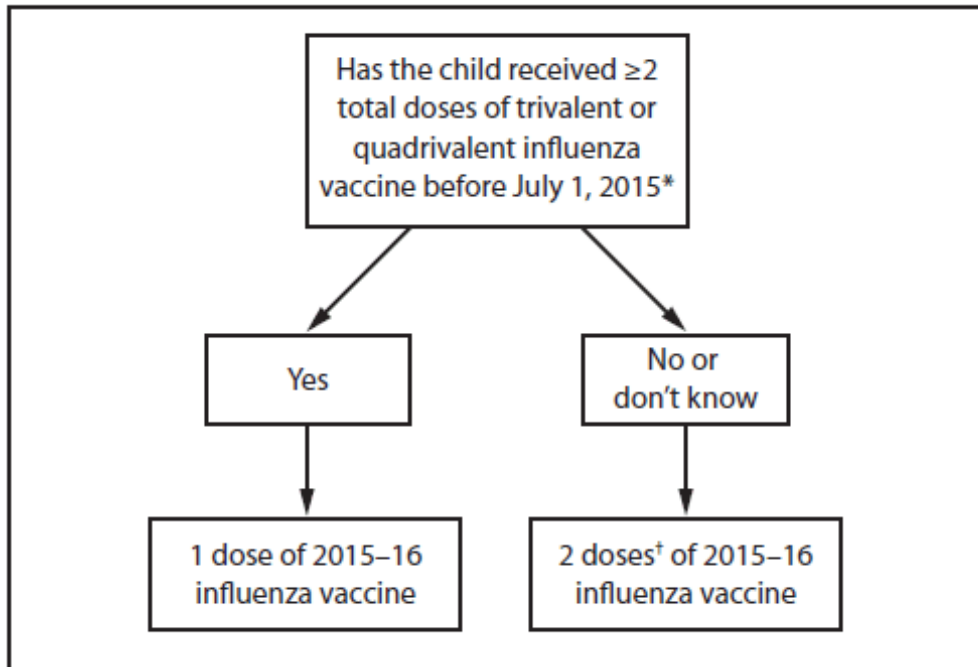 Has the child received ≥2
total doses of trivalent or
quadrivalent influenza
vaccine before July 1, 2015*
Yes
No or
don't know
1 dose of 2015–16
influenza vaccine
2 doses† of 2015–16
influenza vaccine